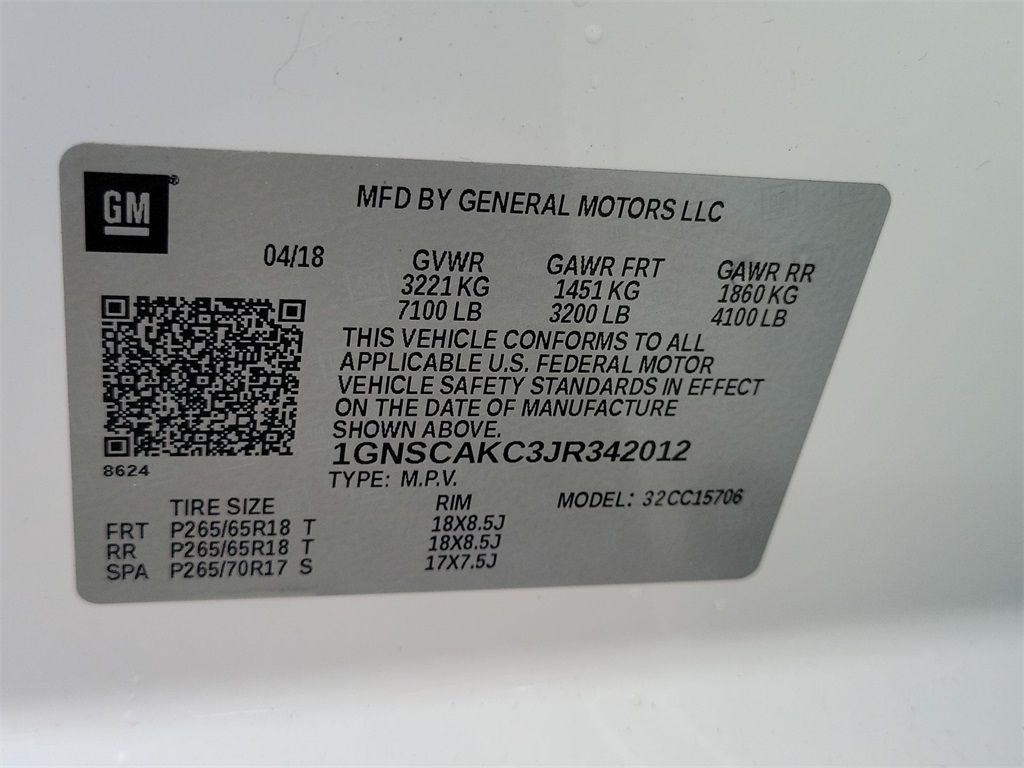 GM®
MFD BY GENERAL MOTORS LLC
04/18 GVWR GAWR FRT GAWR RR
3221 KG 1451 KG 1860 KG
7100 LB 3200 LB 4100 LB
THIS VEHICLE CONFORMS TO ALL
APPLICABLE U.S. FEDERAL MOTOR
VEHICLE SAFETY STANDARDS IN EFFECT
ON THE DATE OF MANUFACTURE
SHOWN ABOVE.
1GNSCAKC3JR342012
8624
TYPE: M.P.V.
TIRE SIZE RIM MODEL: 32CC15706
FRT P265/65R18 T 18X8.5J
RR P265/65R18 T 18X8.5J
SPA P265/70R17 S 17X7.5J